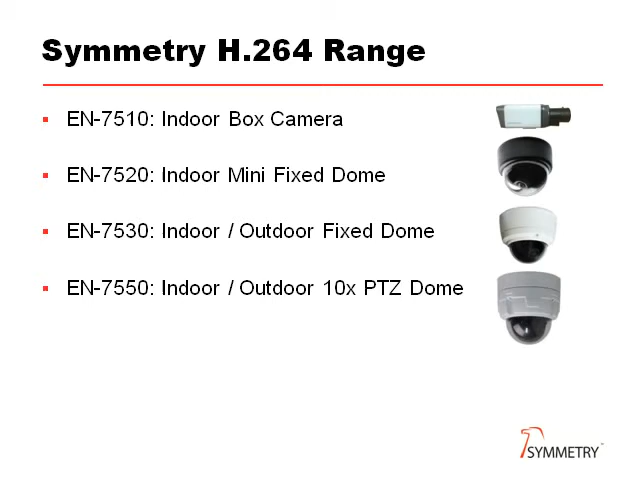 Symmetry H.264 Range
▪ EN-7510: Indoor Box Camera
▪ EN-7520: Indoor Mini Fixed Dome
▪ EN-7530: Indoor / Outdoor Fixed Dome
▪ EN-7550: Indoor / Outdoor 10x PTZ Dome
SYMMETRY™